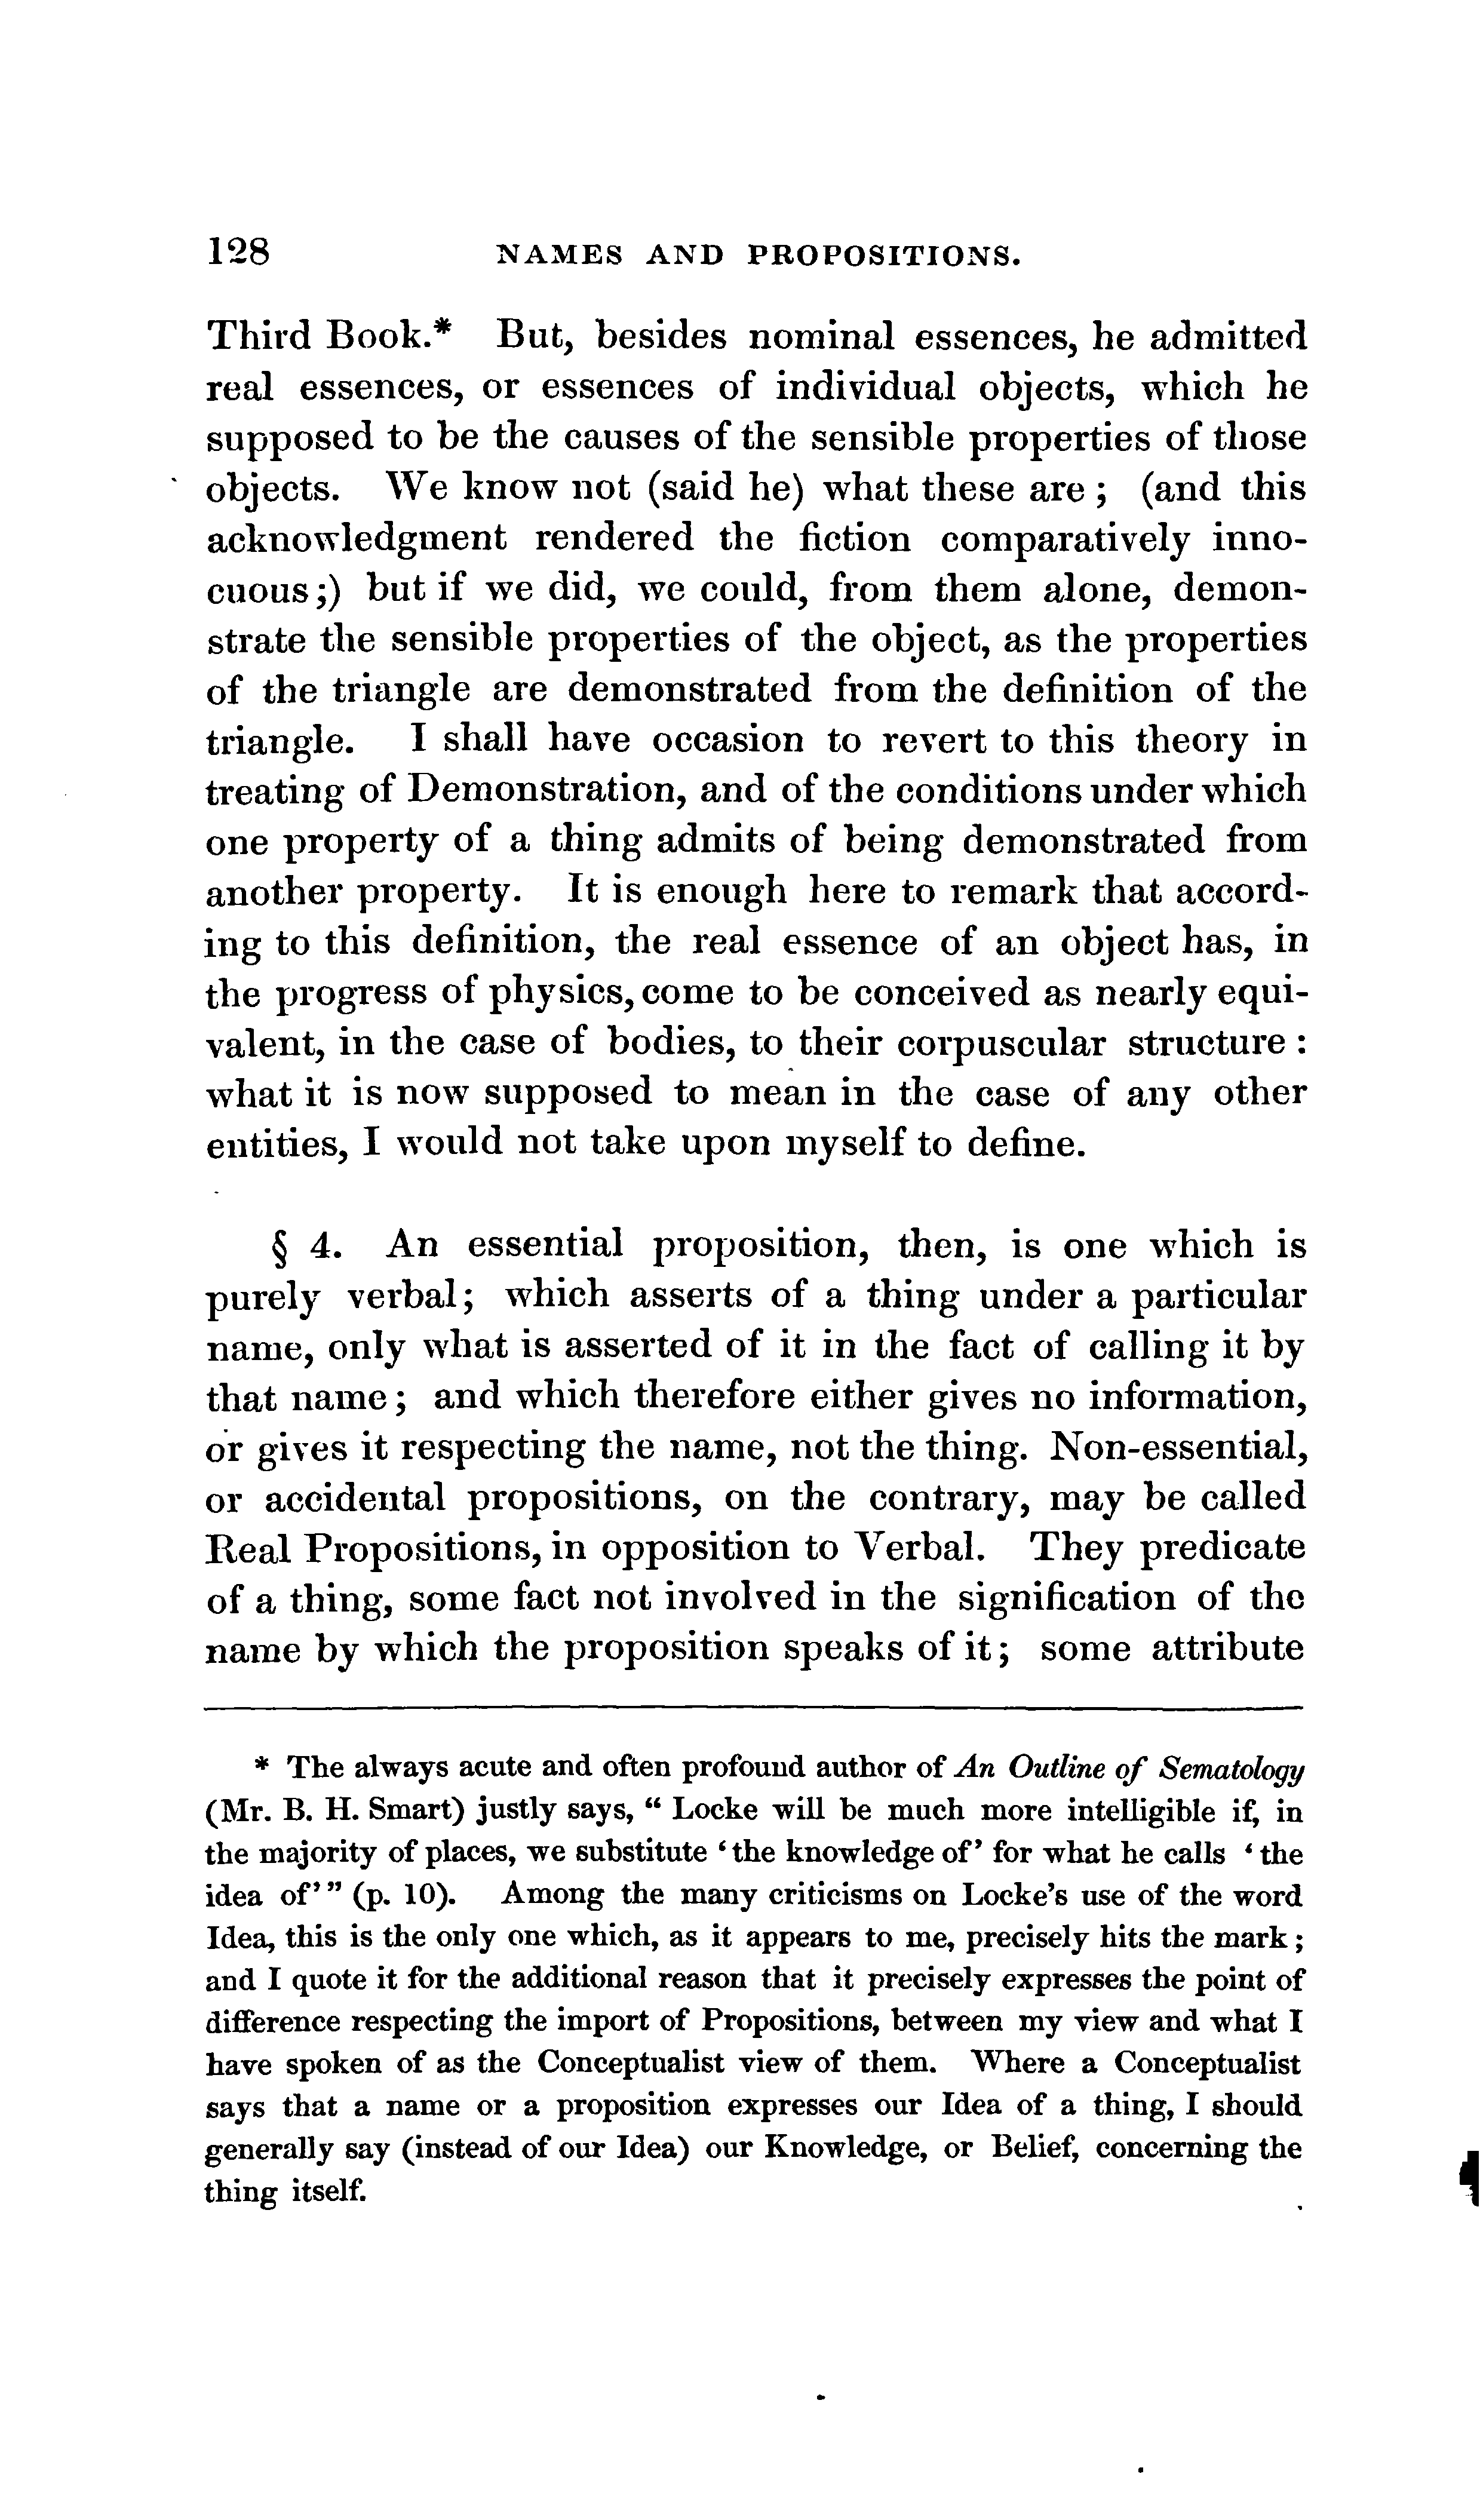 128 NAMES AND PROPOSITIONS.
Third Book.* But, besides nominal essences, he admitted
real essences, or essences of individual objects, which he
supposed to be the causes of the sensible properties of those
objects. We know not (said he) what these are; (and this
acknowledgment rendered the fiction comparatively inno-
cuous;) but if we did, we could, from them alone, demon-
strate the sensible properties of the object, as the properties
of the triangle are demonstrated from the definition of the
triangle. I shall have occasion to revert to this theory in
treating of Demonstration, and of the conditions under which
one property of a thing admits of being demonstrated from
another property. It is enough here to remark that accord-
ing to this definition, the real essence of an object has, in
the progress of physics, come to be conceived as nearly equi-
valent, in the case of bodies, to their corpuscular structure:
what it is now supposed to mean in the case of any other
entities, I would not take upon myself to define.
§ 4. An essential proposition, then, is one which is
purely verbal; which asserts of a thing under a particular
name, only what is asserted of it in the fact of calling it by
that name; and which therefore either gives no information,
or gives it respecting the name, not the thing. Non-essential,
or accidental propositions, on the contrary, may be called
Real Propositions, in opposition to Verbal. They predicate
of a thing, some fact not involved in the signification of the
name by which the proposition speaks of it; some attribute
* The always acute and often profound author of An Outline of Sematology
(Mr. B. H. Smart) justly says, “ Locke will be much more intelligible if, in
the majority of places, we substitute ‘the knowledge of’ for what he calls ‘the
idea of’” (p. 10). Among the many criticisms on Locke's use of the word
Idea, this is the only one which, as it appears to me, precisely hits the mark;
and I quote it for the additional reason that it precisely expresses the point of
difference respecting the import of Propositions, between my view and what I
have spoken of as the Conceptualist view of them. Where a Conceptualist
says that a name or a proposition expresses our Idea of a thing, I should
generally say (instead of our Idea) our Knowledge, or Belief, concerning the
thing itself.